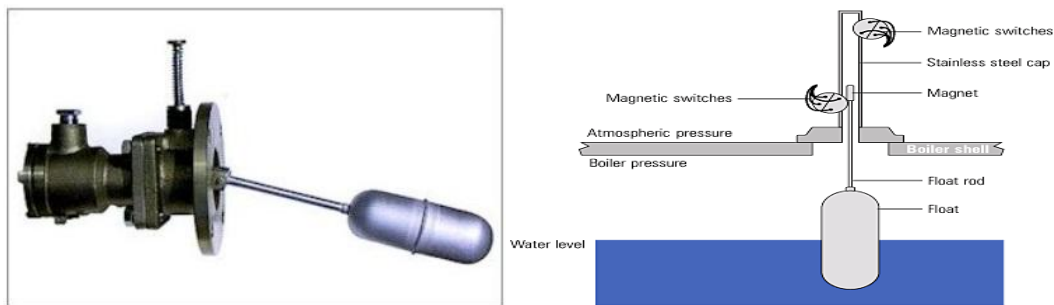 Magnetic switches
Stainless steel cap
Magnetic switches
Magnet
Atmospheric pressure
Boiler shell
Boiler pressure
Float rod
Float
Water level